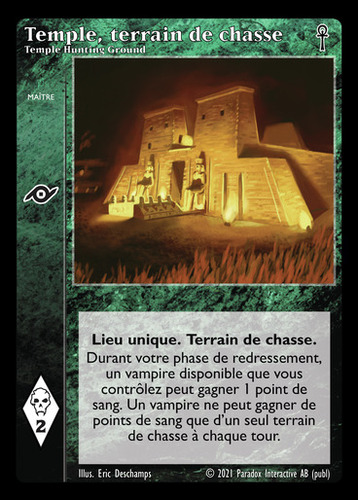 Temple, terrain de chasse
Temple Hunting Ground
MAÎTRE
Lieu unique. Terrain de chasse.
Durant votre phase de redressement,
un vampire disponible que vous
contrôlez peut gagner 1 point de
sang. Un vampire ne peut gagner de
points de sang que d'un seul terrain
de chasse à chaque tour.
2
Illus. Eric Deschamps
© 2021 Paradox Interactive AB (publ)